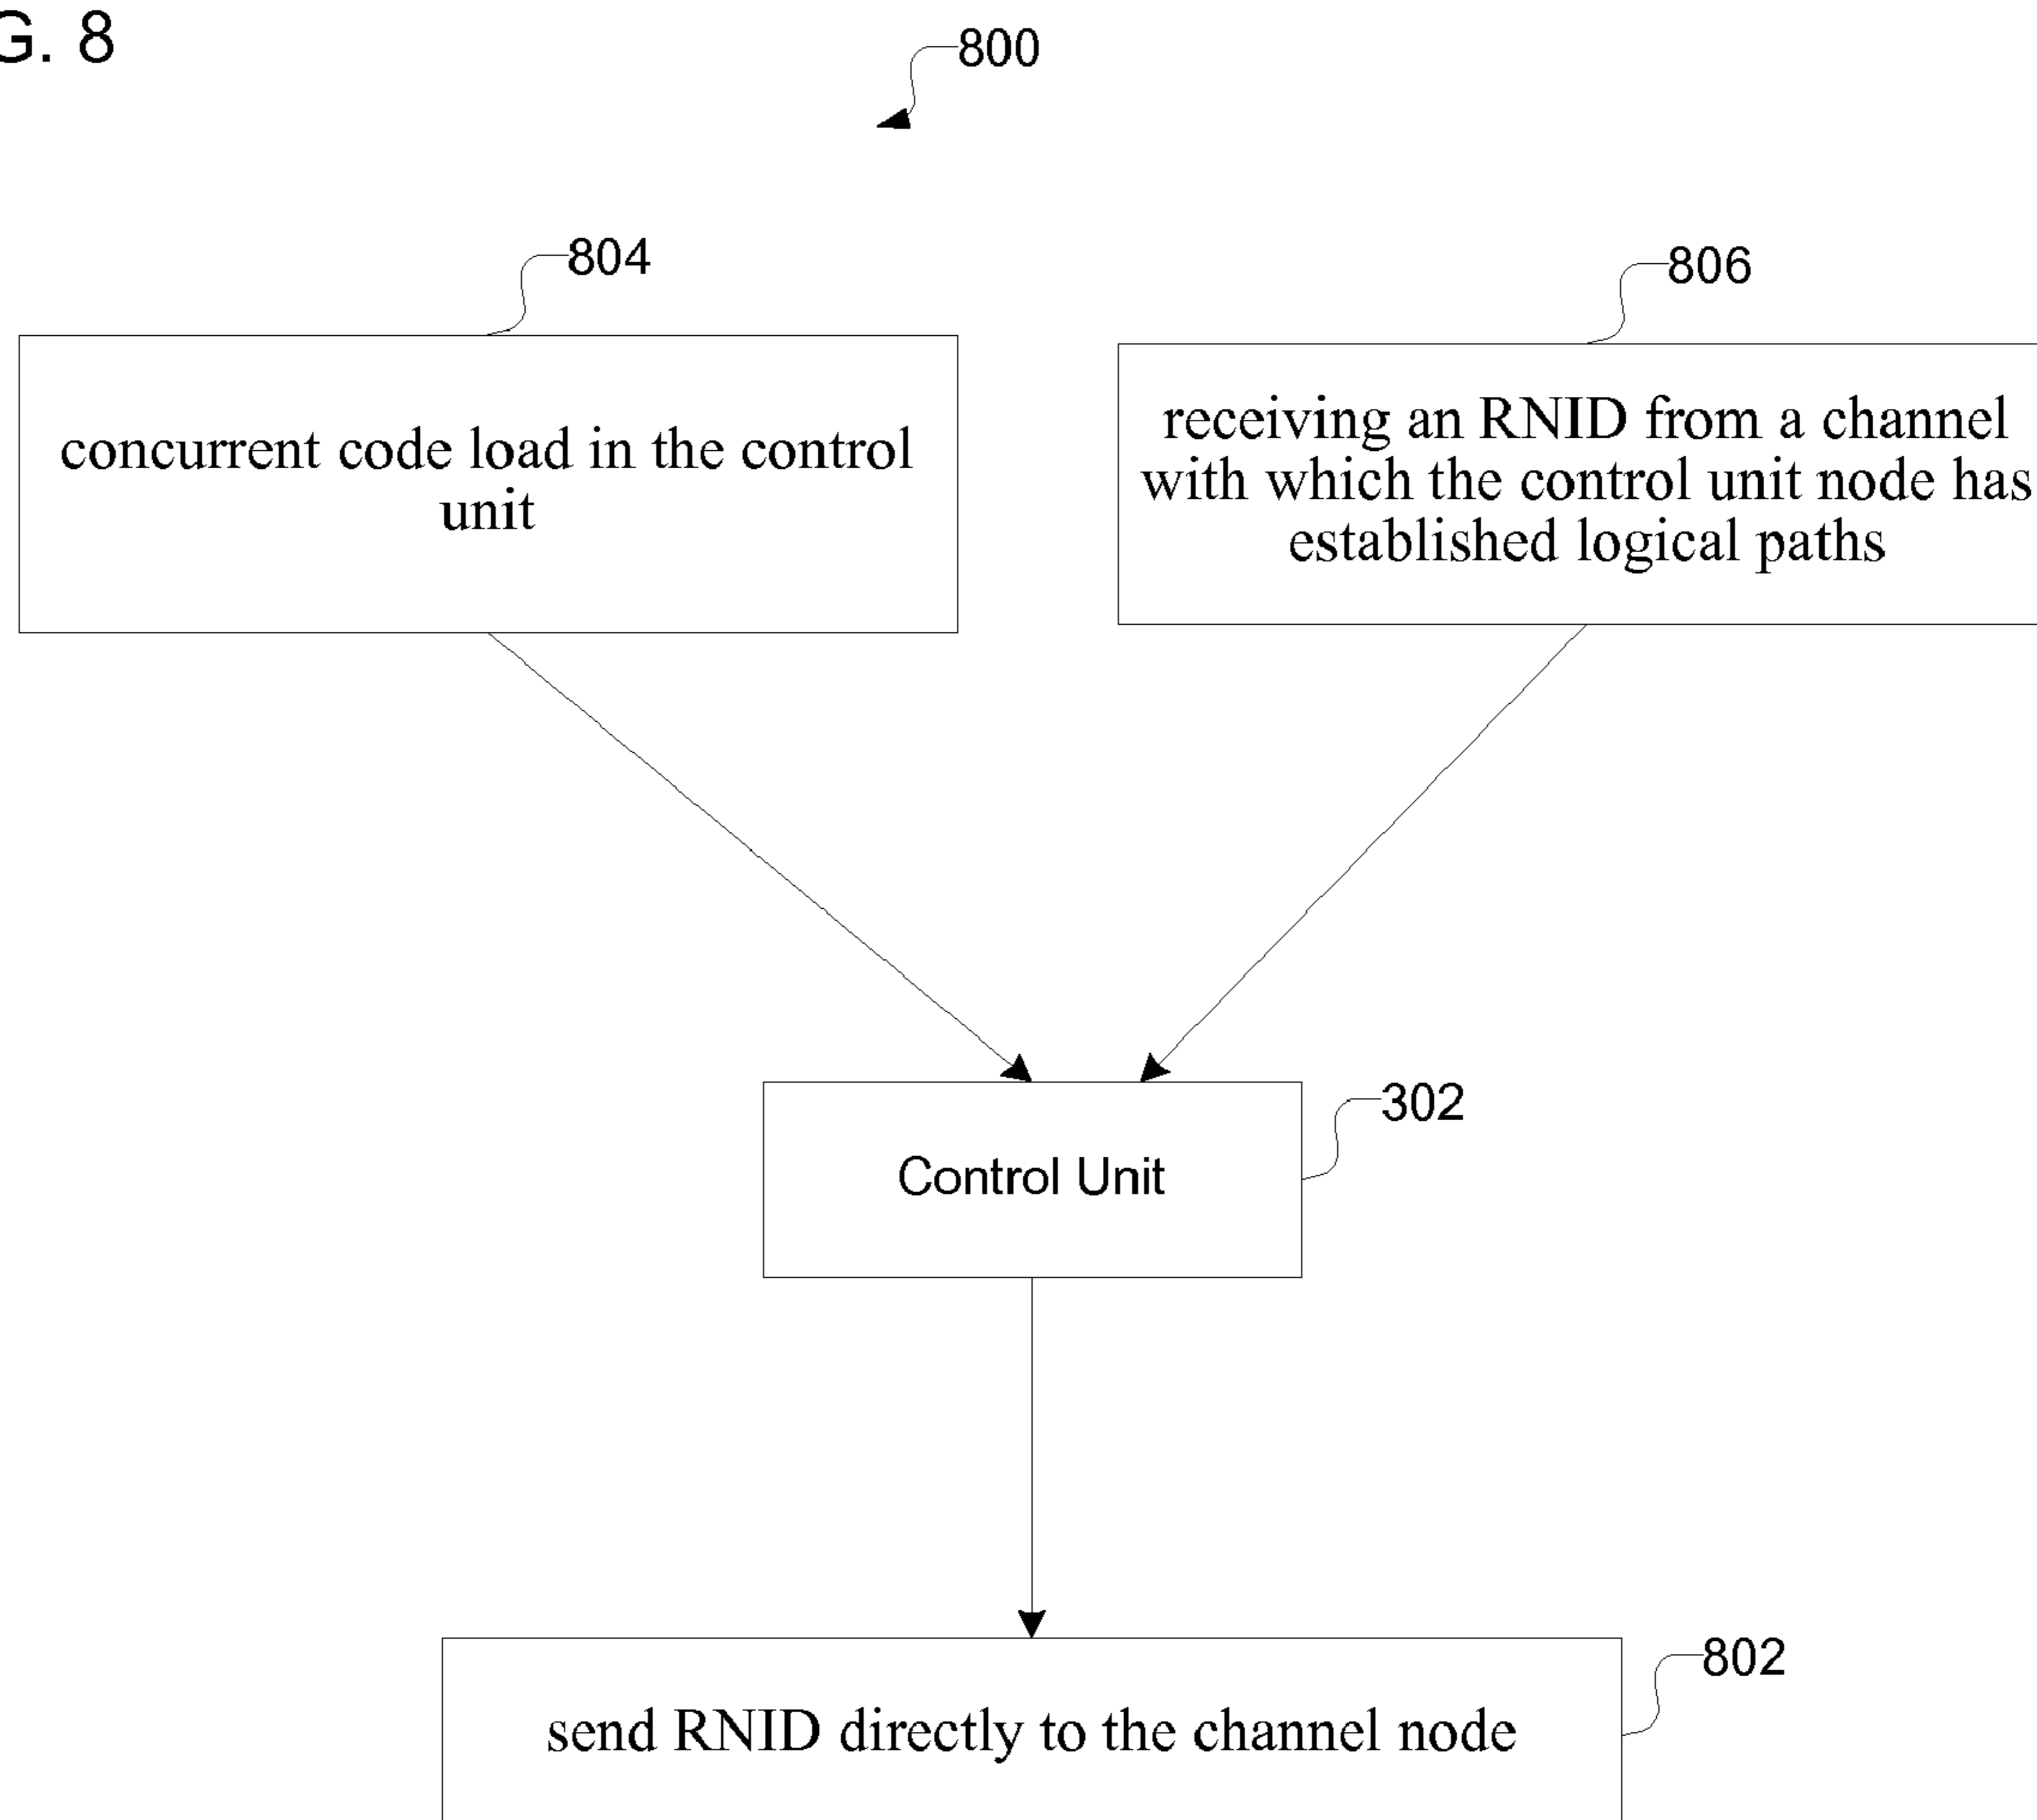 G. 8
800
804
806
concurrent code load in the control
unit
receiving an RNID from a channel
with which the control unit node has
established logical paths
302
Control Unit
802
send RNID directly to the channel node